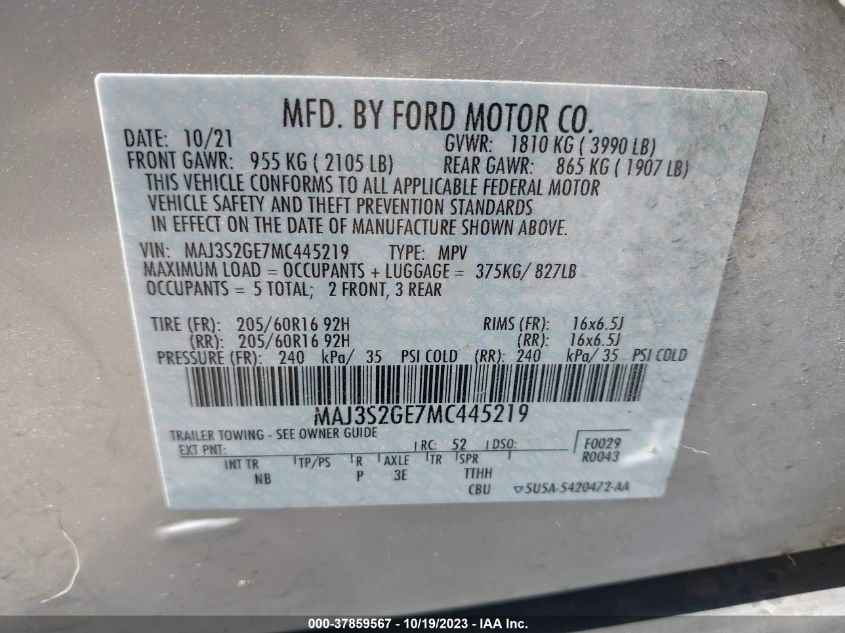 MFD. BY FORD MOTOR CO.
DATE: 10/21 GVWR: 1810 KG ( 3990 LB)
FRONT GAWR: 955 KG ( 2105 LB) REAR GAWR: 865 KG ( 1907 LB)
THIS VEHICLE CONFORMS TO ALL APPLICABLE FEDERAL MOTOR
VEHICLE SAFETY AND THEFT PREVENTION STANDARDS
IN EFFECT ON THE DATE OF MANUFACTURE SHOWN ABOVE.
VIN: MAJ3S2GE7MC445219 TYPE: MPV
MAXIMUM LOAD = OCCUPANTS + LUGGAGE = 375KG/ 827LB
OCCUPANTS = 5 TOTAL; 2 FRONT, 3 REAR
TIRE (FR): 205/60R16 92H RIMS (FR): 16x6.5J
(RR): 205/60R16 92H (RR): 16x6.5J
PRESSURE (FR): 240 kPa/ 35 PSI COLD (RR): 240 kPa/ 35 PSI COLD
MAJ3S2GE7MC445219
TRAILER TOWING - SEE OWNER GUIDE
EXT PNT: RC: 52 DSO: F0029
R0043
INT TR TP/PS R AXLE TR SPR
NB P 3E TTHH
CBU 5U5A-5420472-AA
000-37859567 - 10/19/2023 - IAA Inc.